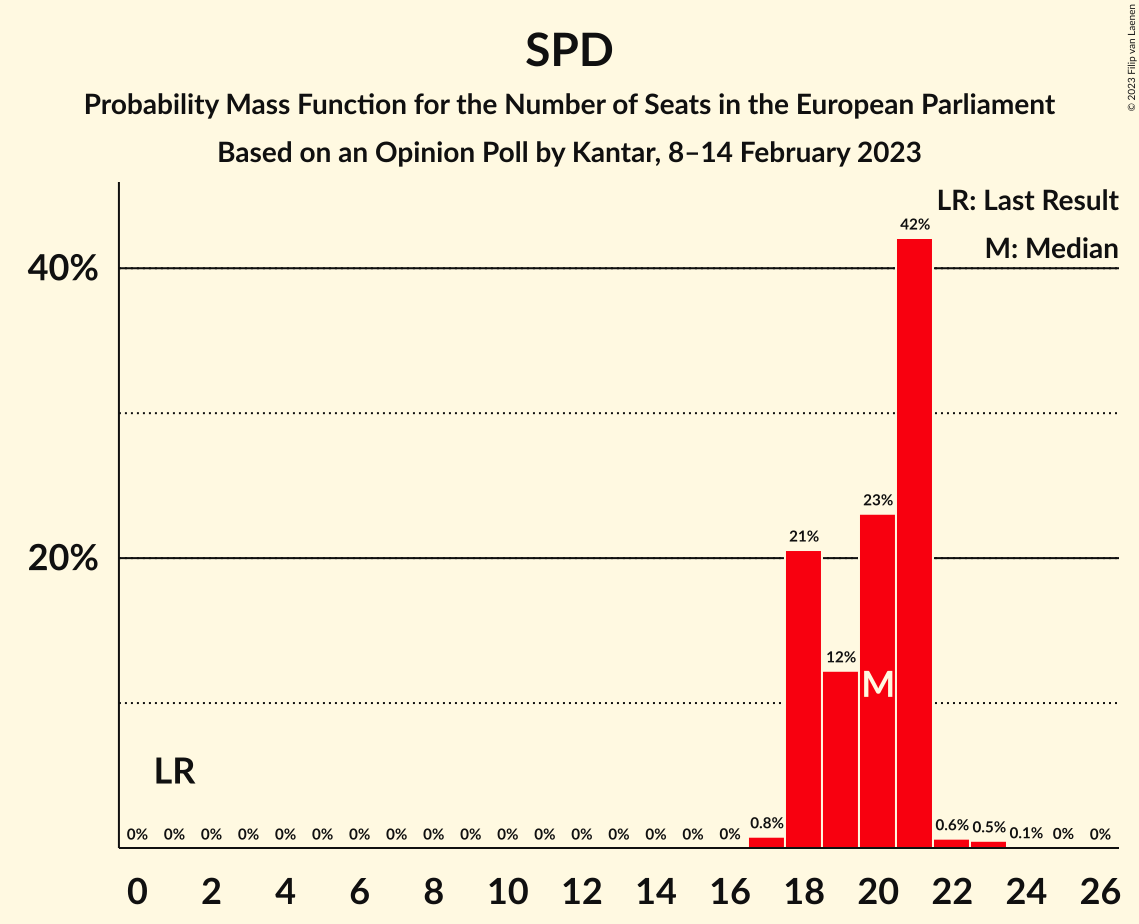 SPD
Probability Mass Function for the Number of Seats in the European Parliament
Based on an Opinion Poll by Kantar, 8–14 February 2023
© 2023 Filip van Laenen
LR: Last Result
M: Median
40%
20%
42%
23%
21%
12%
M
LR
0% 0% 0% 0% 0% 0% 0% 0% 0% 0% 0% 0% 0% 0% 0% 0% 0% 0.8% 0.6% 0.5% 0.1% 0% 0%
0 2 4 6 8 10 12 14 16 18 20 22 24 26